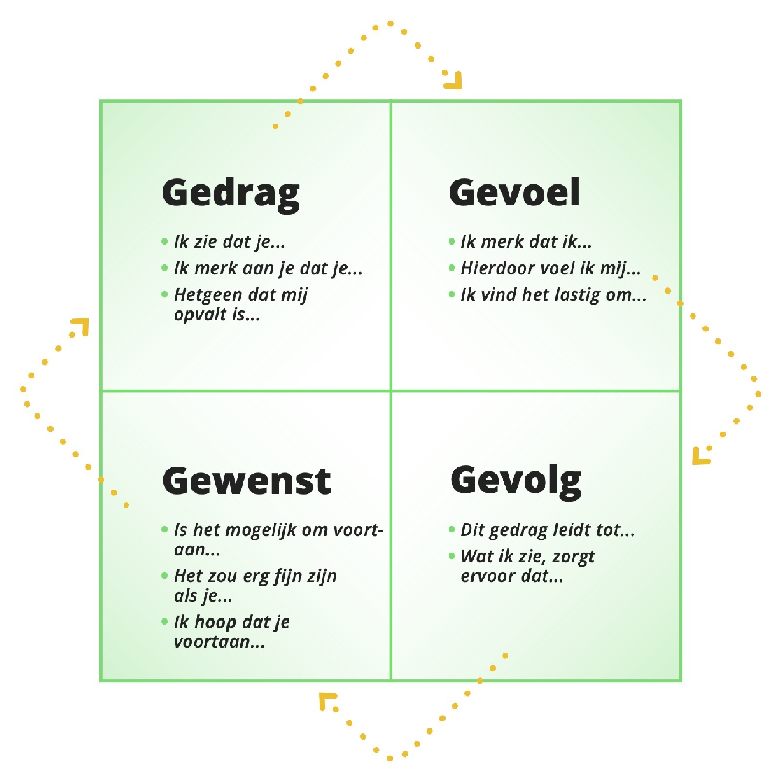 Gedrag
Ik zie dat je...
Ik merk aan je dat je...
Hetgeen dat mij
opvalt is...
Gevoel
Ik merk dat ik...
Hierdoor voel ik mij...
Ik vind het lastig om...
Gewenst
Is het mogelijk om voort-
aan...
Het zou erg fijn zijn
als je...
Ik hoop dat je
voortaan...
Gevolg
Dit gedrag leidt tot...
Wat ik zie, zorgt
ervoor dat...